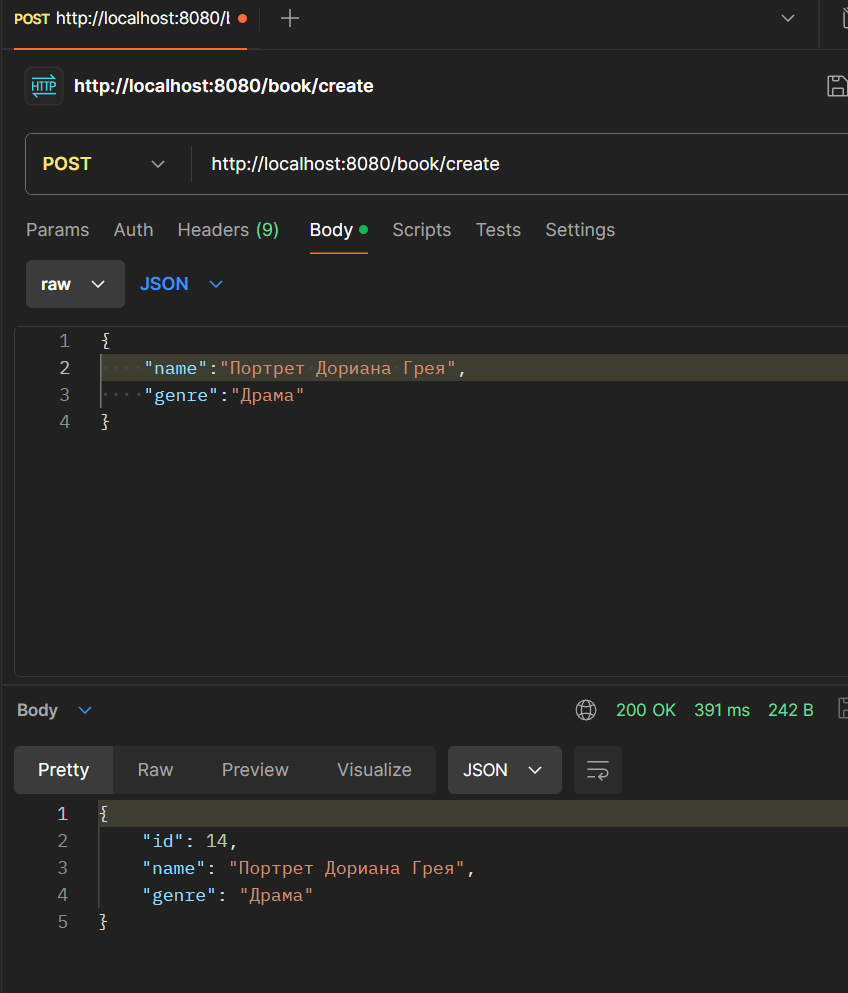 POST http://localhost:8080/b
HTTP http://localhost:8080/book/create
POST http://localhost:8080/book/create
Params Auth Headers (9) Body Scripts Tests Settings
raw JSON
1 {
2 "name":"Портрет Дориана Грея",
3 "genre":"Драма"
4 }
Body 200 OK 391 ms 242 B
Pretty Raw Preview Visualize JSON
1 {
2 "id": 14,
3 "name": "Портрет Дориана Грея",
4 "genre": "Драма"
5 }